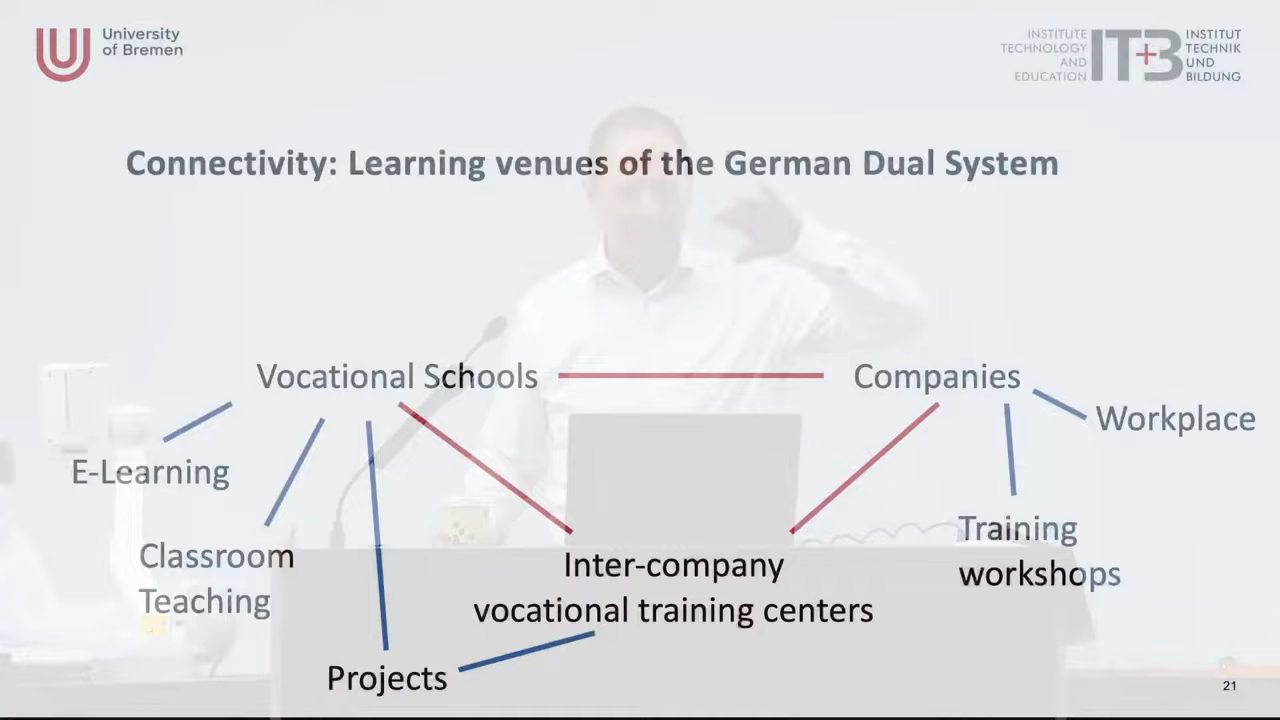 University
of Bremen
INSTITUTE
TECHNOLOGY
AND
EDUCATION
IT+B
INSTITUT
TECHNIK
UND
BILDUNG
Connectivity: Learning venues of the German Dual System
Vocational Schools
Companies
Workplace
E-Learning
Classroom
Teaching
Inter-company
vocational training centers
Training
workshops
Projects
21